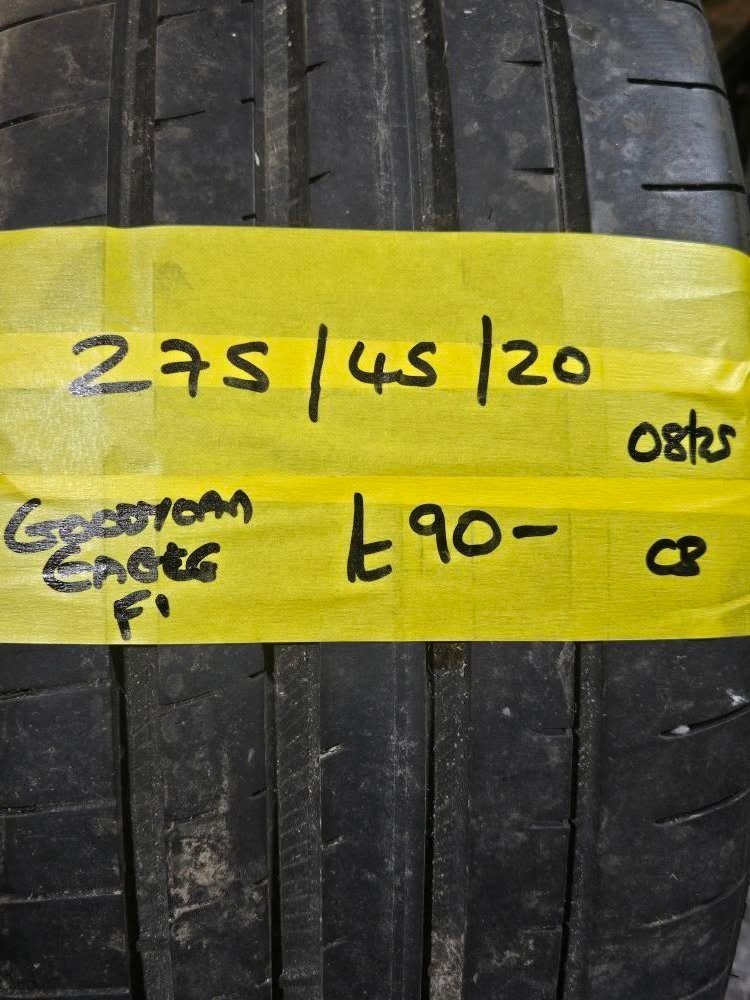 275/45/20
08/25
GOODYEAR
EAGLE
F1
£90-
C8